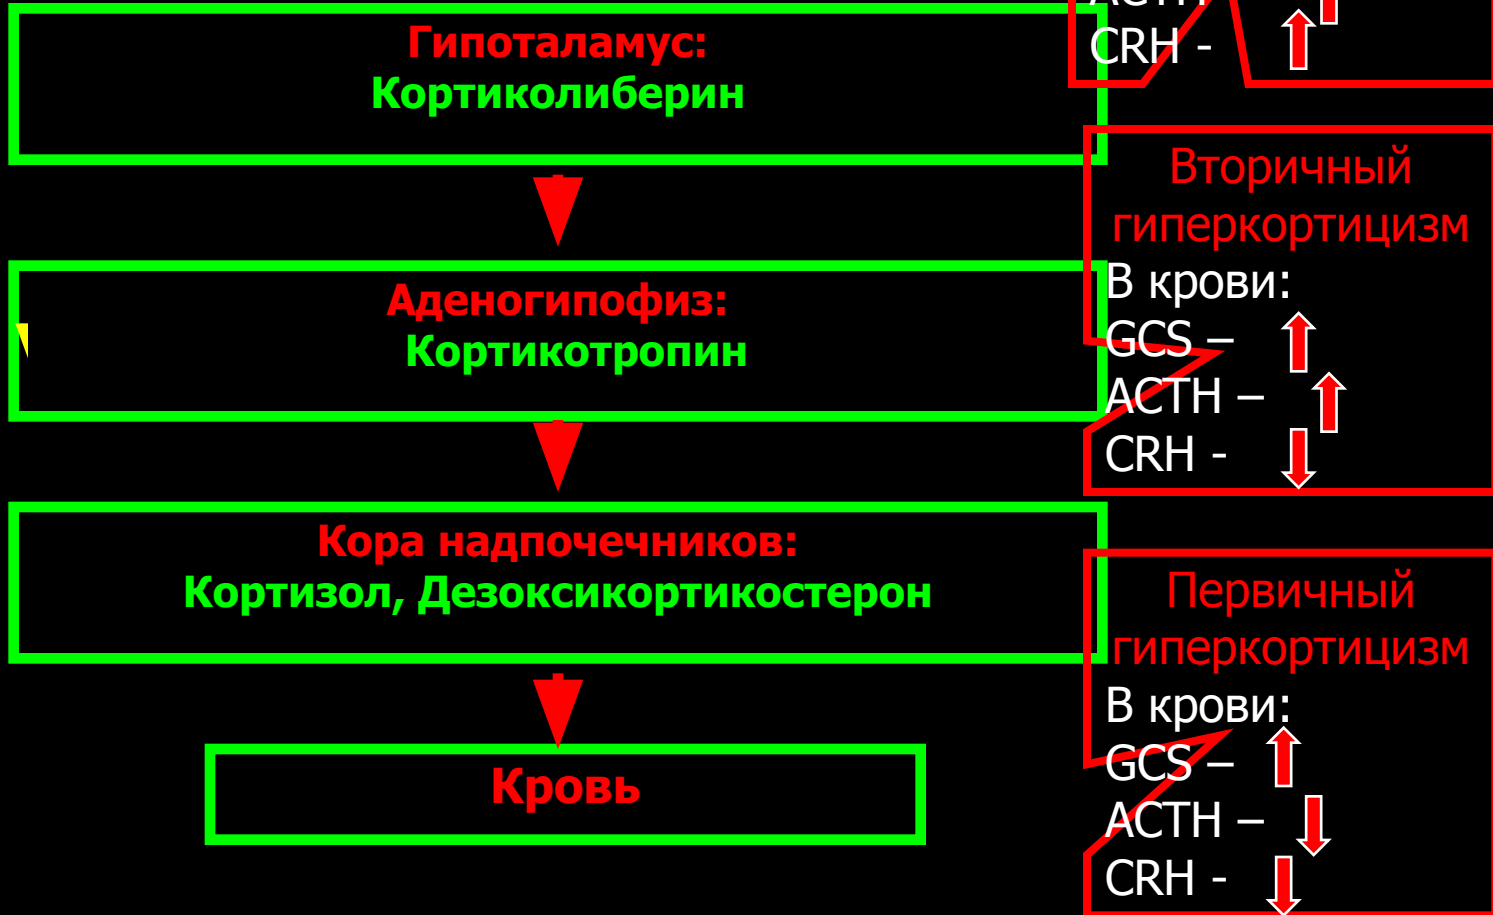 Гипоталамус:
Кортиколиберин
Аденогипофиз:
Кортикотропин
Кора надпочечников:
Кортизол, Дезоксикортикостерон
Кровь
CRH -
Вторичный
гиперкортицизм
В крови:
GCS –
ACTH –
CRH -
Первичный
гиперкортицизм
В крови:
GCS –
ACTH –
CRH -